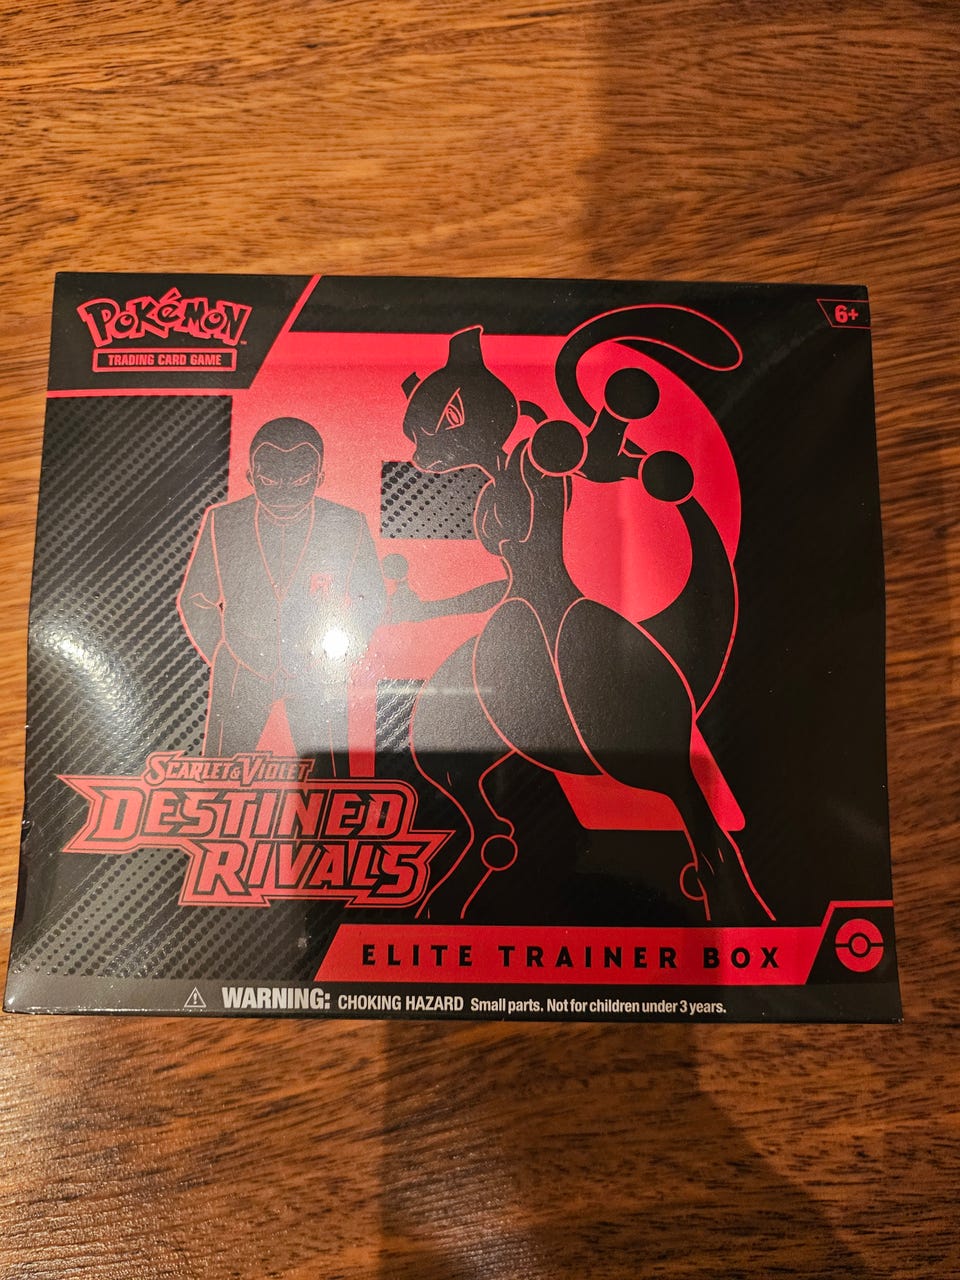 POKéMON
TRADING CARD GAME
6+
R
SCARLET & VIOLET
DESTINED
RIVALS
ELITE TRAINER BOX
WARNING: CHOKING HAZARD Small parts. Not for children under 3 years.